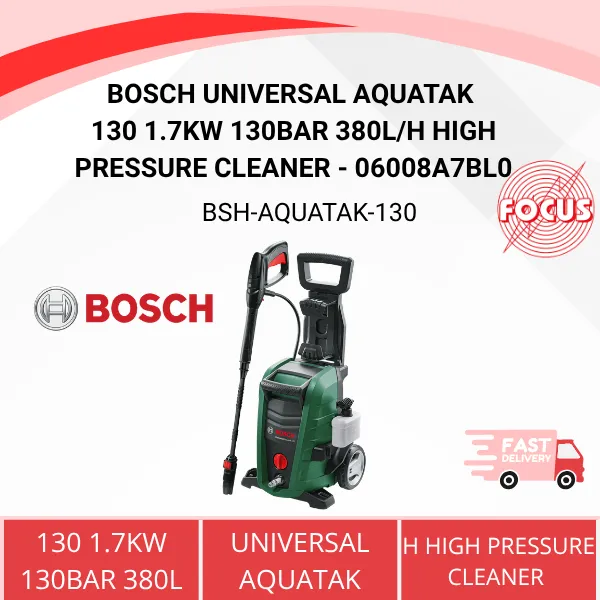 BOSCH UNIVERSAL AQUATAK
130 1.7KW 130BAR 380L/H HIGH
PRESSURE CLEANER - 06008A7BL0
BSH-AQUATAK-130
FOCUS
BOSCH
BOSCH
FAST
DELIVERY
130 1.7KW
130BAR 380L
UNIVERSAL
AQUATAK
H HIGH PRESSURE
CLEANER